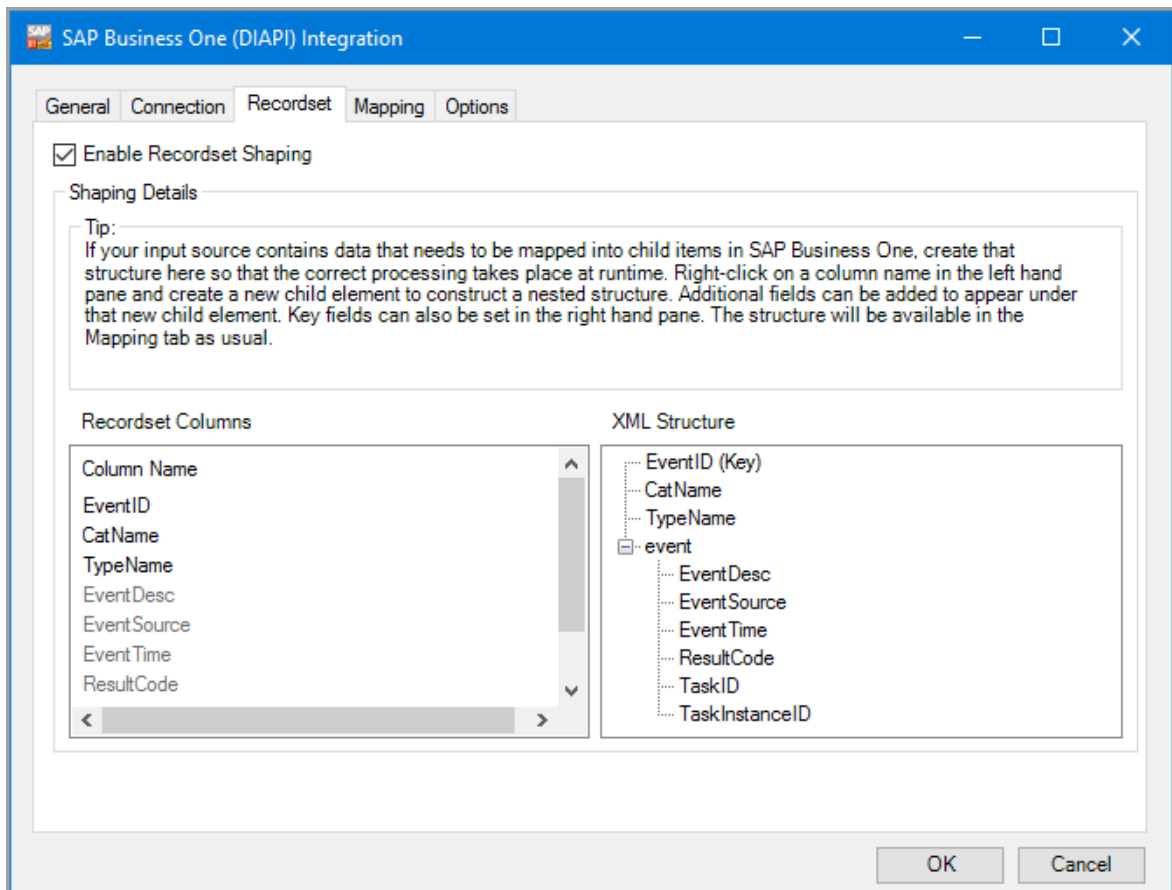 SAP Business One (DIAPI) Integration
General Connection Recordset Mapping Options
Enable Recordset Shaping
Shaping Details
Tip:
If your input source contains data that needs to be mapped into child items in SAP Business One, create that
structure here so that the correct processing takes place at runtime. Right-click on a column name in the left hand
pane and create a new child element to construct a nested structure. Additional fields can be added to appear under
that new child element. Key fields can also be set in the right hand pane. The structure will be available in the
Mapping tab as usual.
Recordset Columns
Column Name
EventID
CatName
TypeName
EventDesc
EventSource
EventTime
ResultCode
XML Structure
EventID (Key)
CatName
TypeName
event
EventDesc
EventSource
EventTime
ResultCode
TaskID
TaskInstanceID
OK Cancel